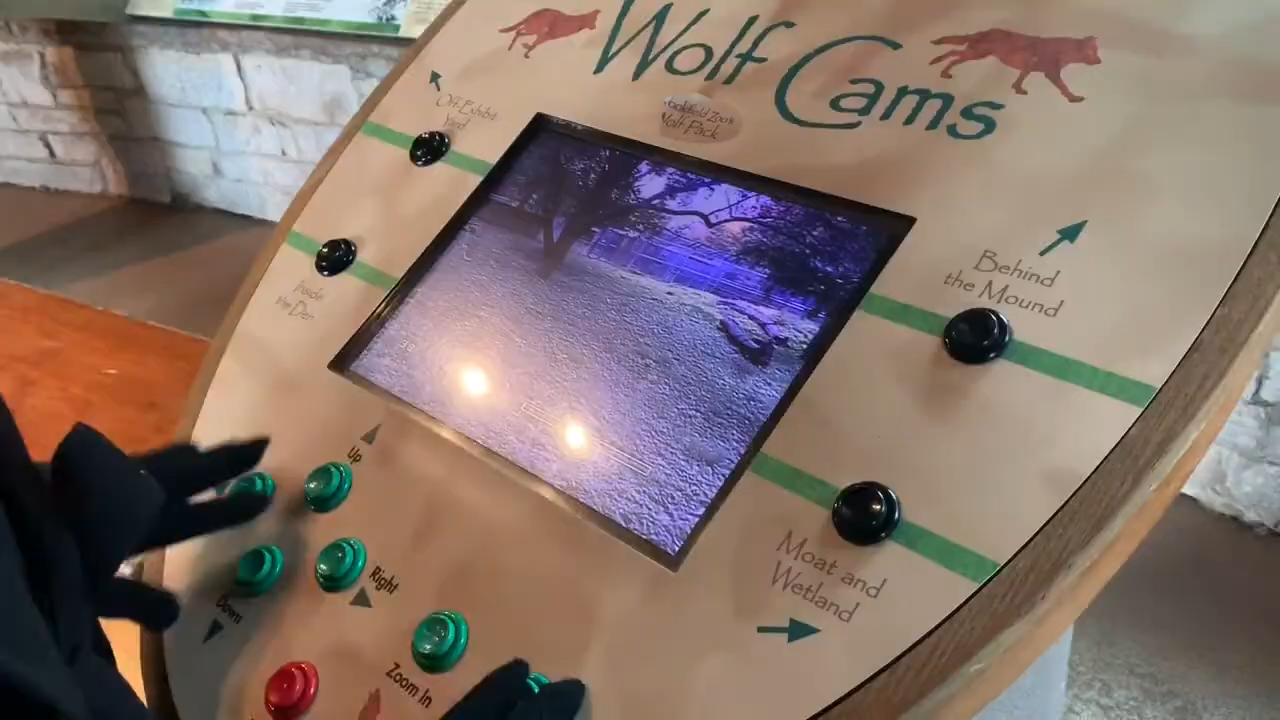 Wolf Cams
Brookfield Zoo's
Wolf Pack
Off-Exhibit
Yard
Inside
the Den
Behind
the Mound
Moat and
Wetland
Up
Right
Down
Zoom In